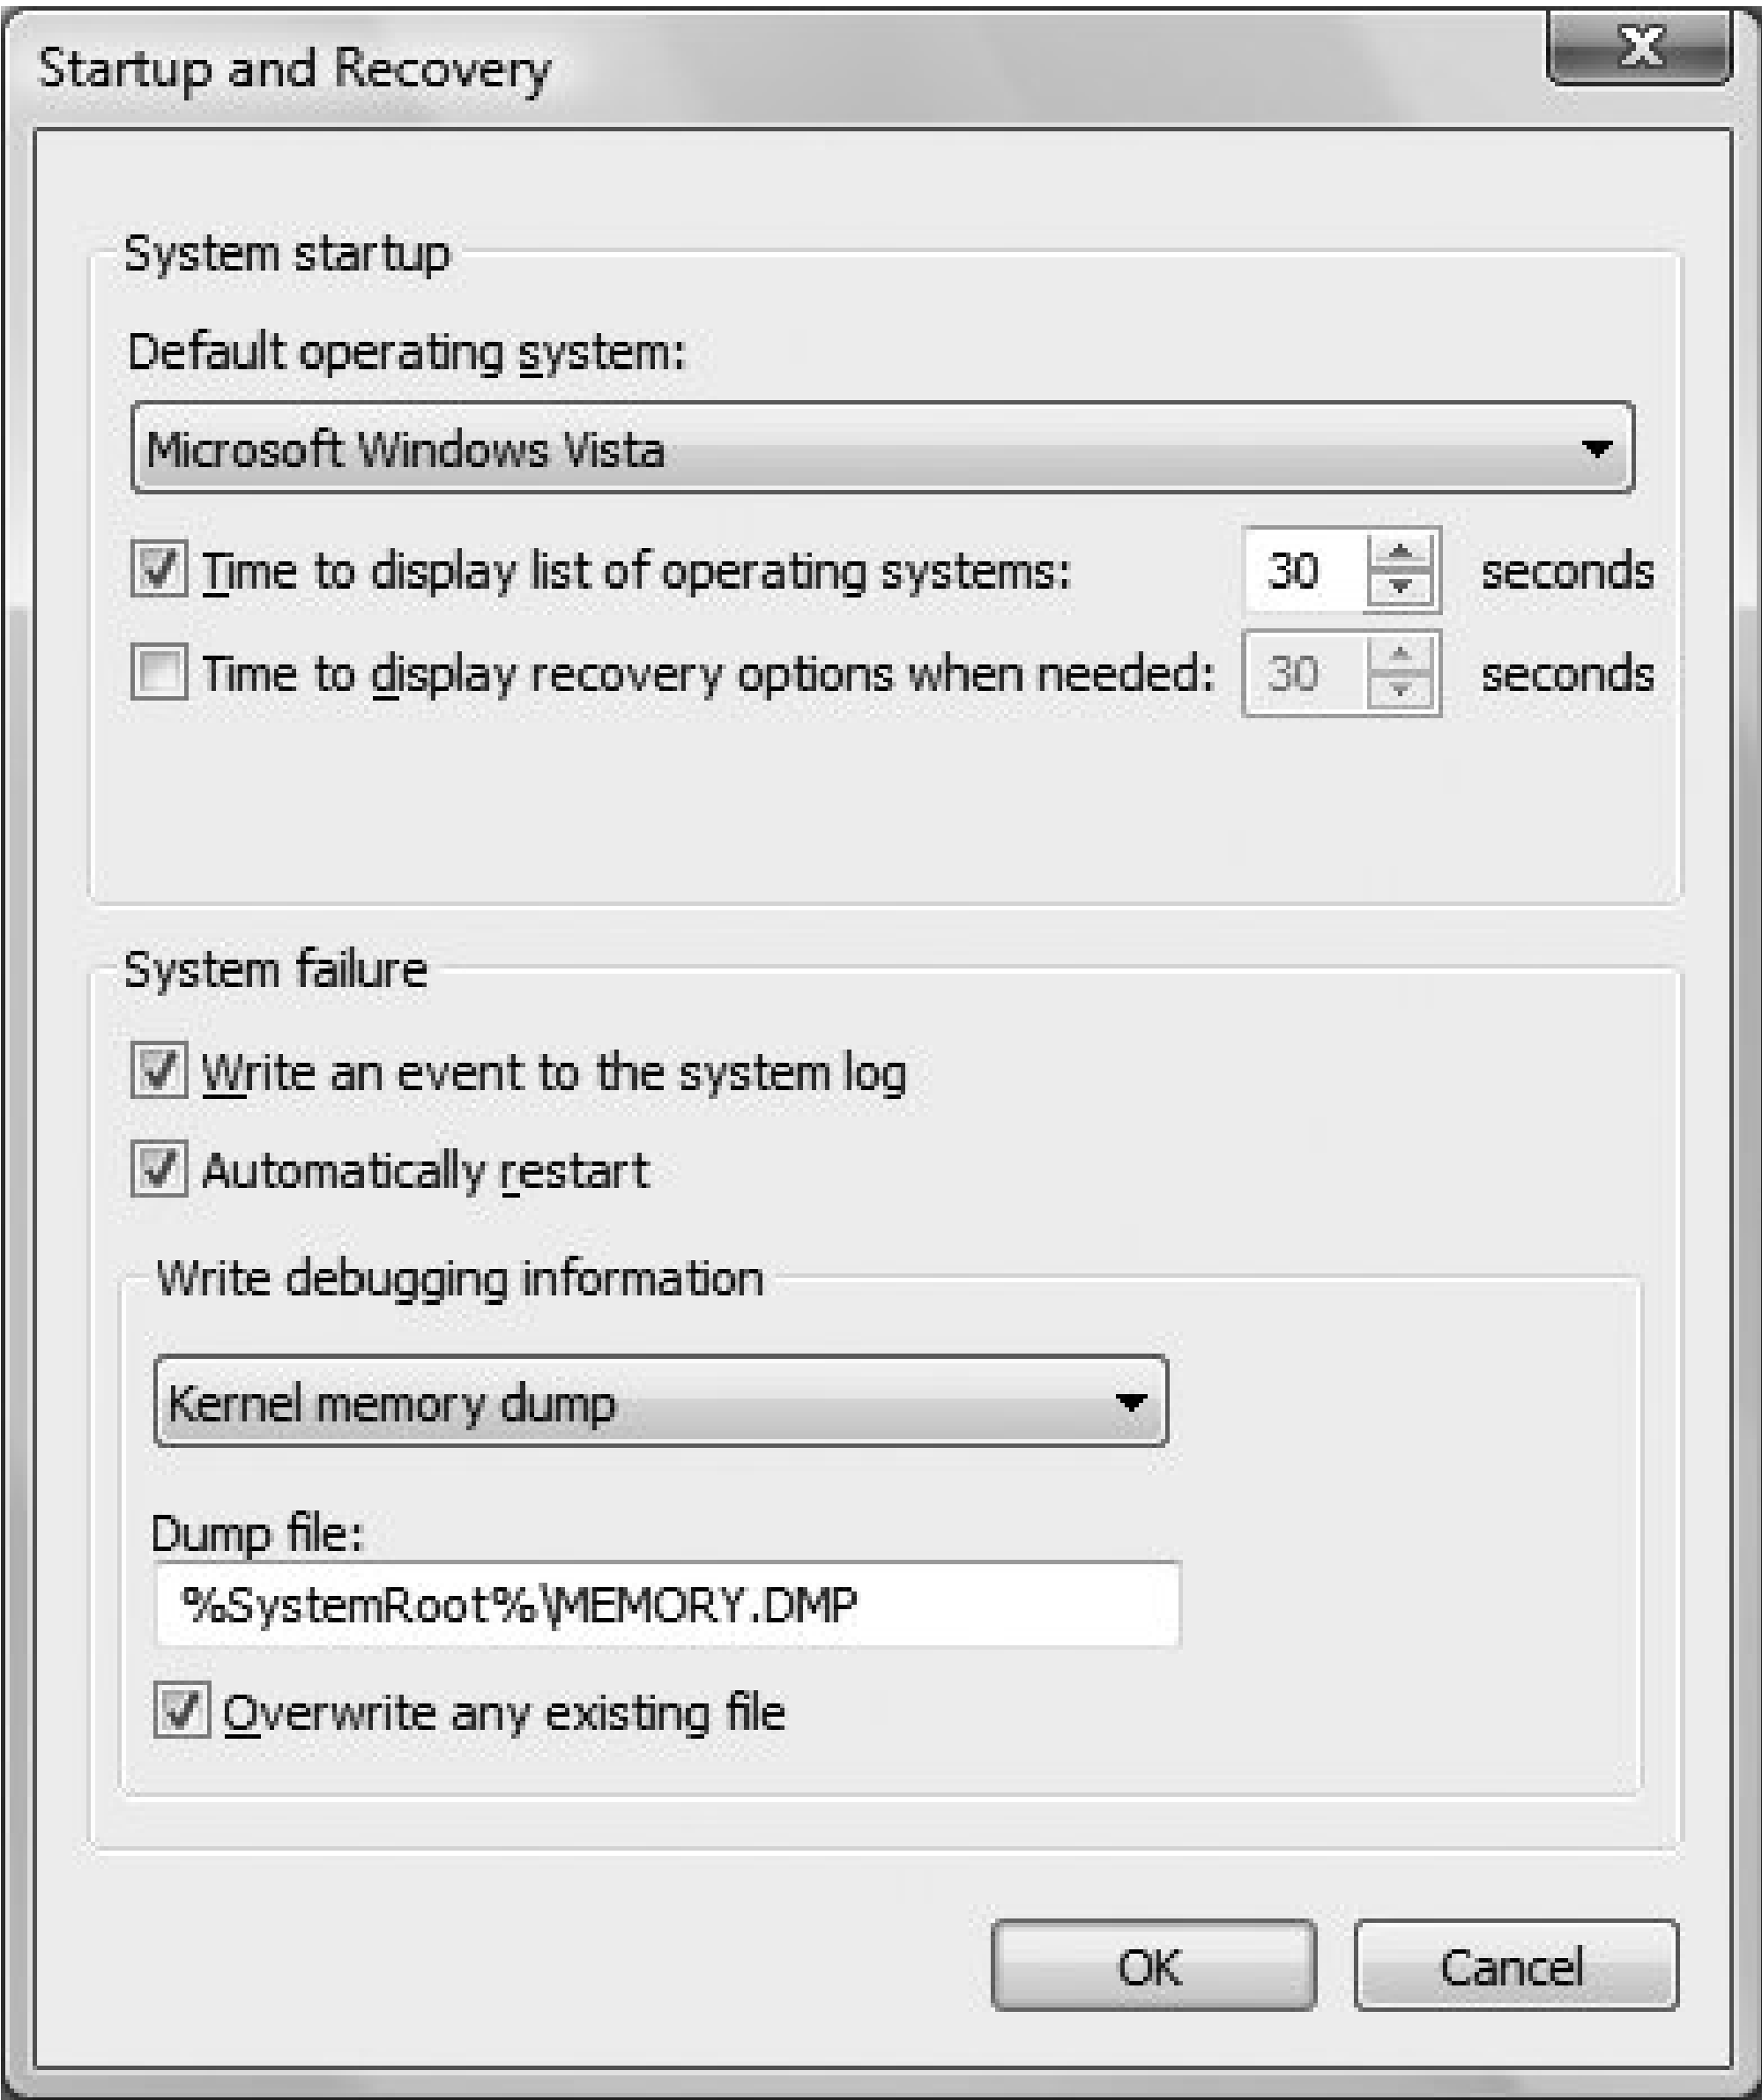 Startup and Recovery
System startup
Default operating system:
Microsoft Windows Vista
Time to display list of operating systems: 30 seconds
Time to display recovery options when needed: 30 seconds
System failure
Write an event to the system log
Automatically restart
Write debugging information
Kernel memory dump
Dump file:
%SystemRoot%\MEMORY.DMP
Overwrite any existing file
OK Cancel